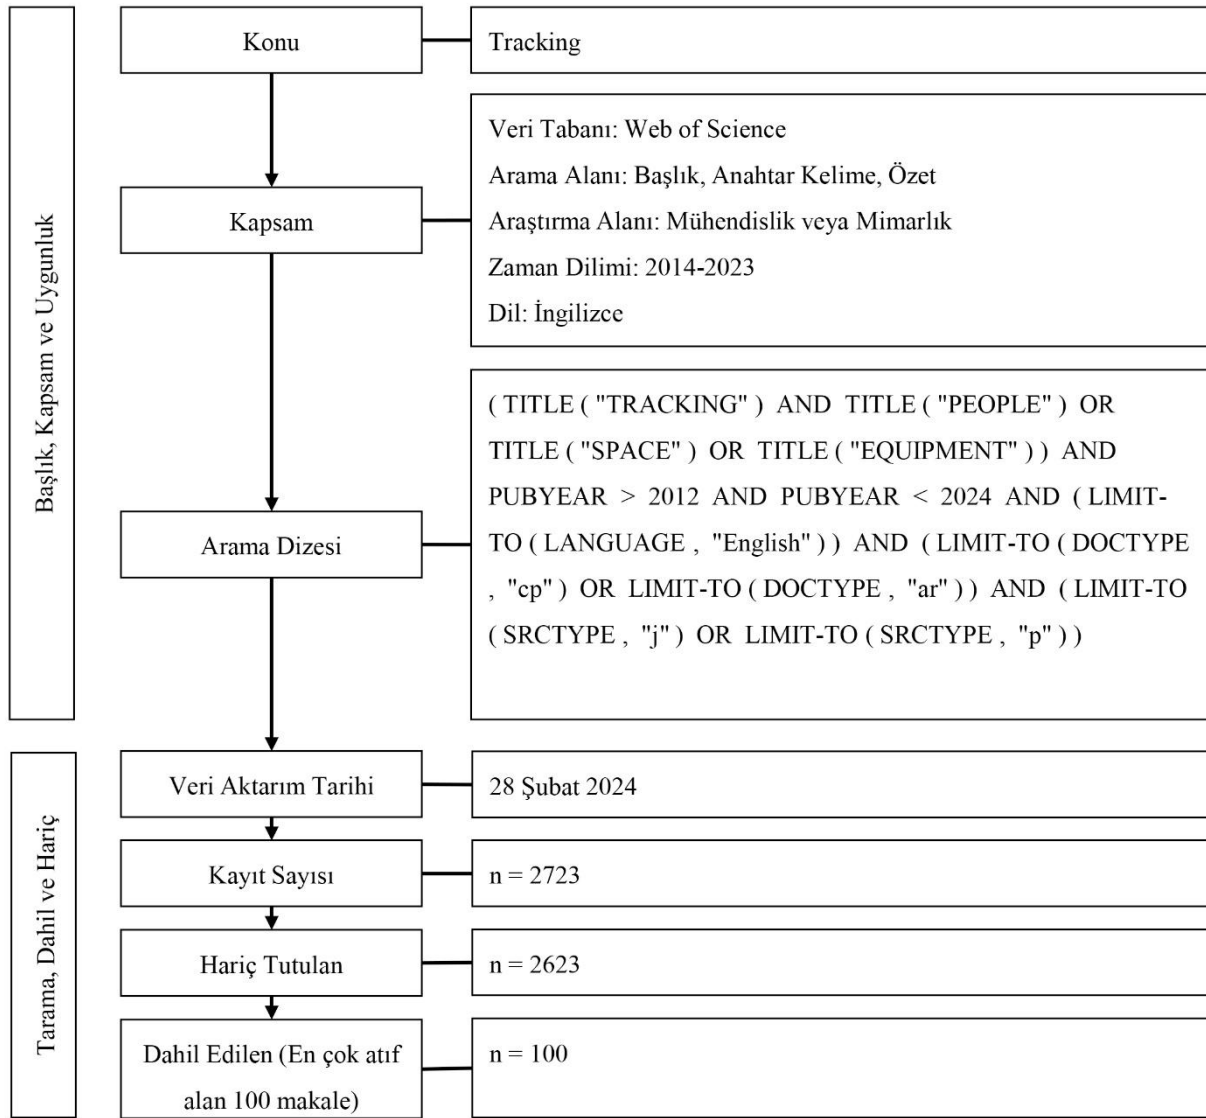 Başlık, Kapsam ve Uygunluk
Konu
Tracking
Kapsam
Veri Tabanı: Web of Science
Arama Alanı: Başlık, Anahtar Kelime, Özet
Araştırma Alanı: Mühendislik veya Mimarlık
Zaman Dilimi: 2014-2023
Dil: İngilizce
Arama Dizesi
( TITLE ( "TRACKING" ) AND TITLE ( "PEOPLE" ) OR
TITLE ( "SPACE" ) OR TITLE ( "EQUIPMENT" ) ) AND
PUBYEAR > 2012 AND PUBYEAR < 2024 AND ( LIMIT-
TO ( LANGUAGE , "English" ) ) AND ( LIMIT-TO ( DOCTYPE
, "cp" ) OR LIMIT-TO ( DOCTYPE , "ar" ) ) AND ( LIMIT-TO
( SRCTYPE , "j" ) OR LIMIT-TO ( SRCTYPE , "p" ) )
Tarama, Dahil ve Hariç
Veri Aktarım Tarihi
28 Şubat 2024
Kayıt Sayısı
n = 2723
Hariç Tutulan
n = 2623
Dahil Edilen (En çok atıf
alan 100 makale)
n = 100